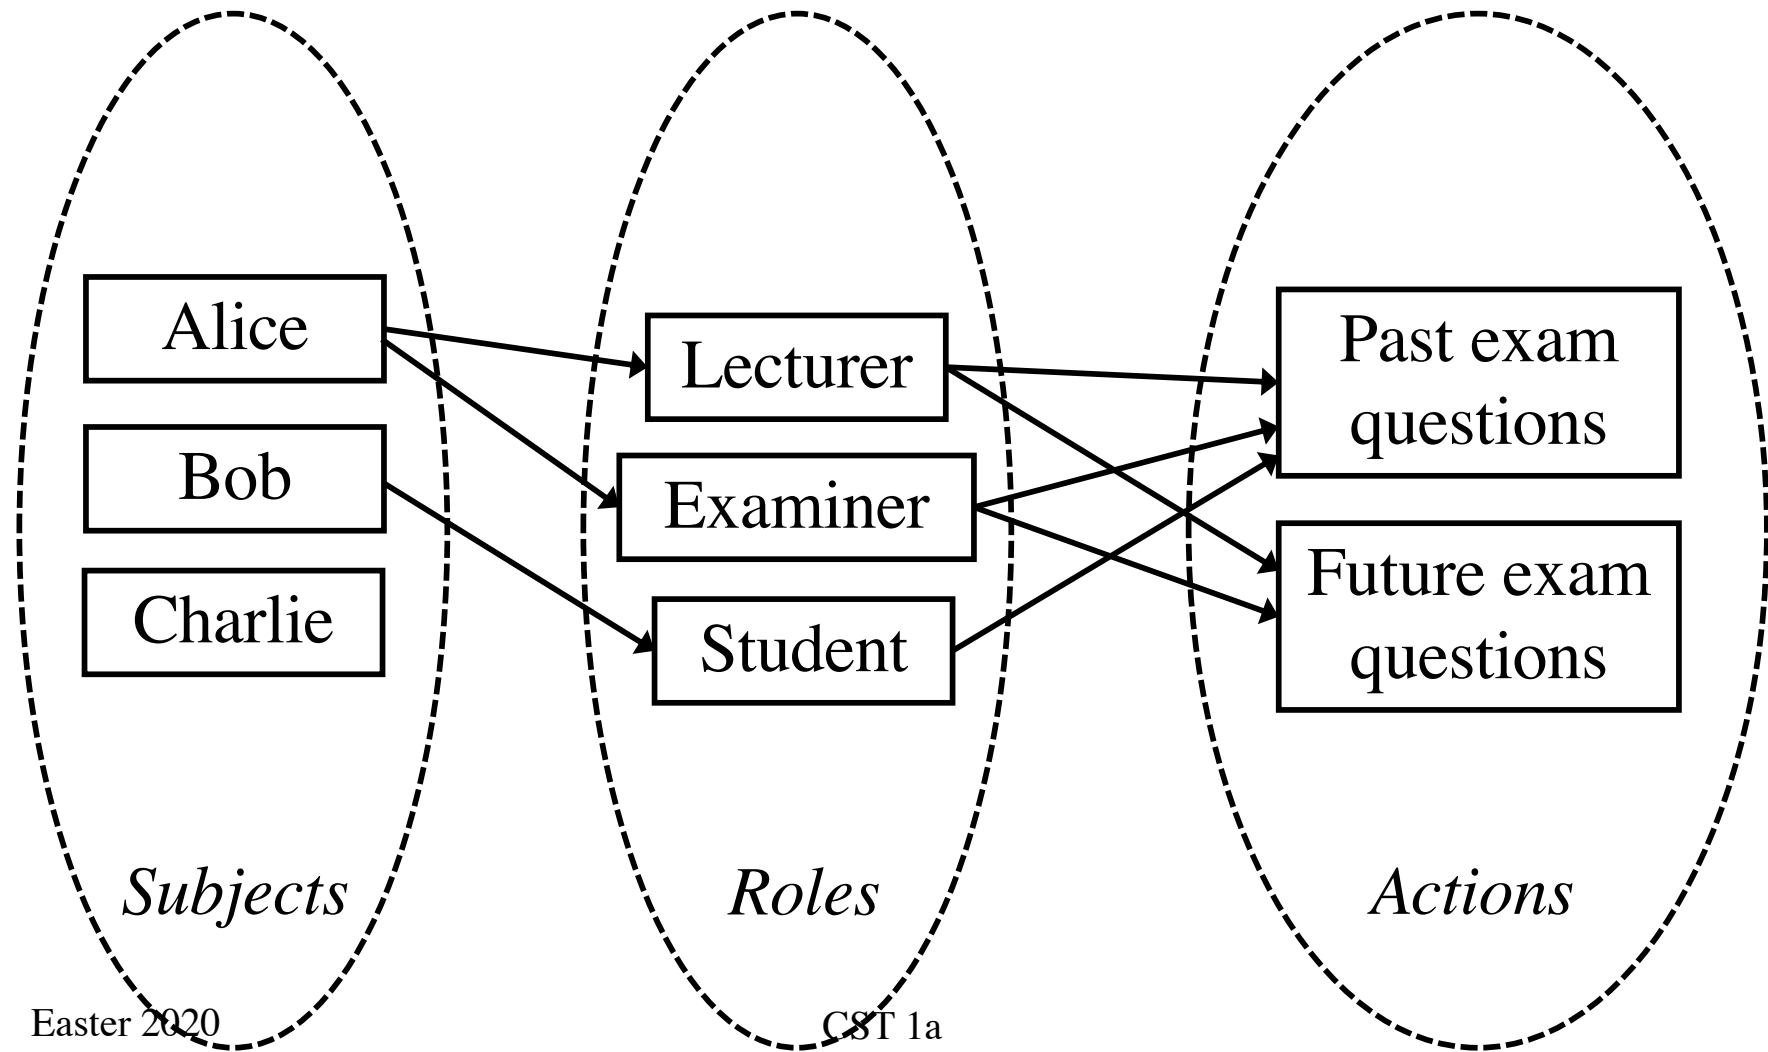 Alice
Bob
Charlie
Subjects
Lecturer
Examiner
Student
Roles
Past exam
questions
Future exam
questions
Actions
Easter 2020
CST 1a